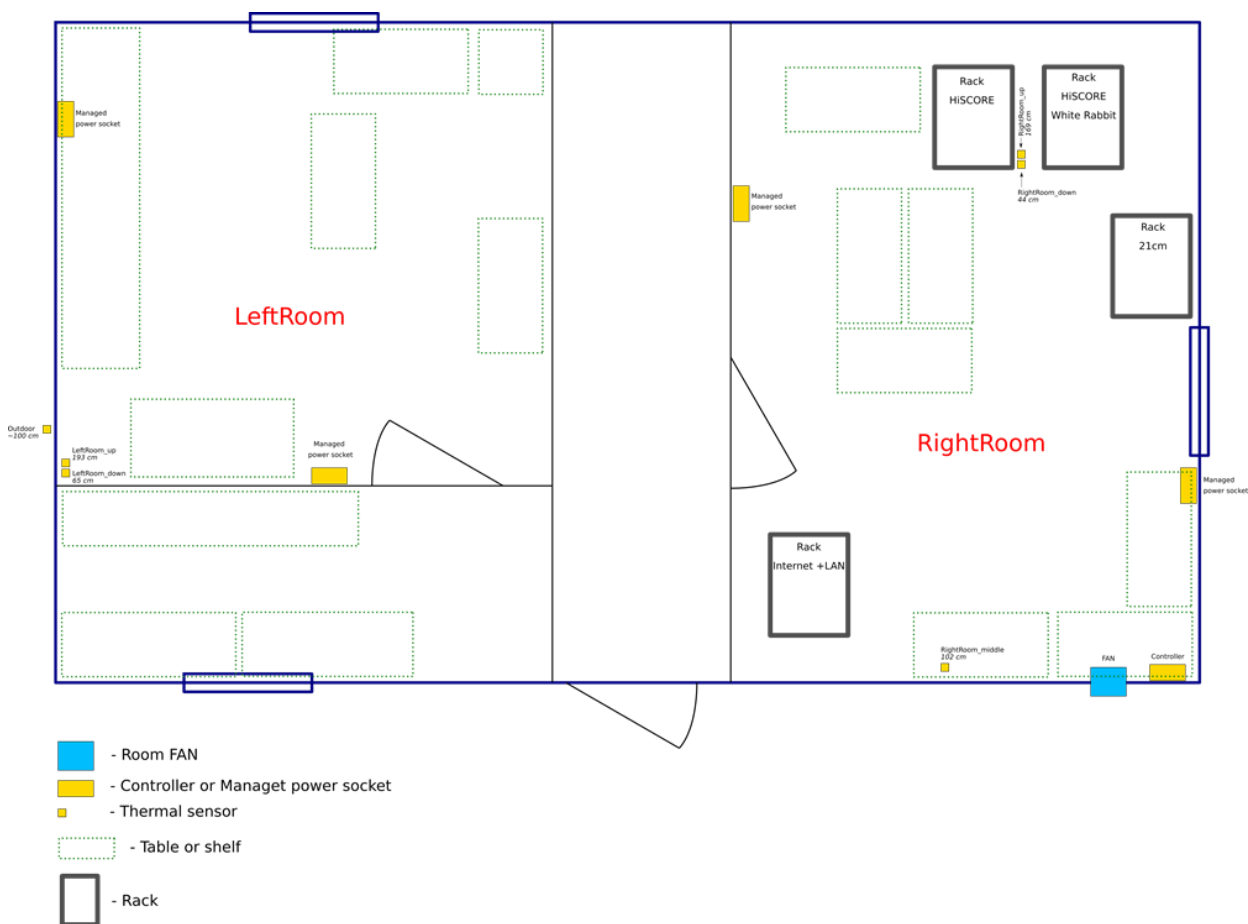 Managed
power socket
LeftRoom
Outdoor
~100 cm
LeftRoom_up
193 cm
LeftRoom_down
65 cm
Managed
power socket
Rack
HiSCORE
RightRoom_up
169 cm
Rack
HiSCORE
White Rabbit
RightRoom_down
44 cm
Managed
power socket
Rack
21cm
RightRoom
Managed
power socket
Rack
Internet +LAN
RightRoom_middle
102 cm
FAN
Controller
- Room FAN
- Controller or Managet power socket
- Thermal sensor
- Table or shelf
- Rack